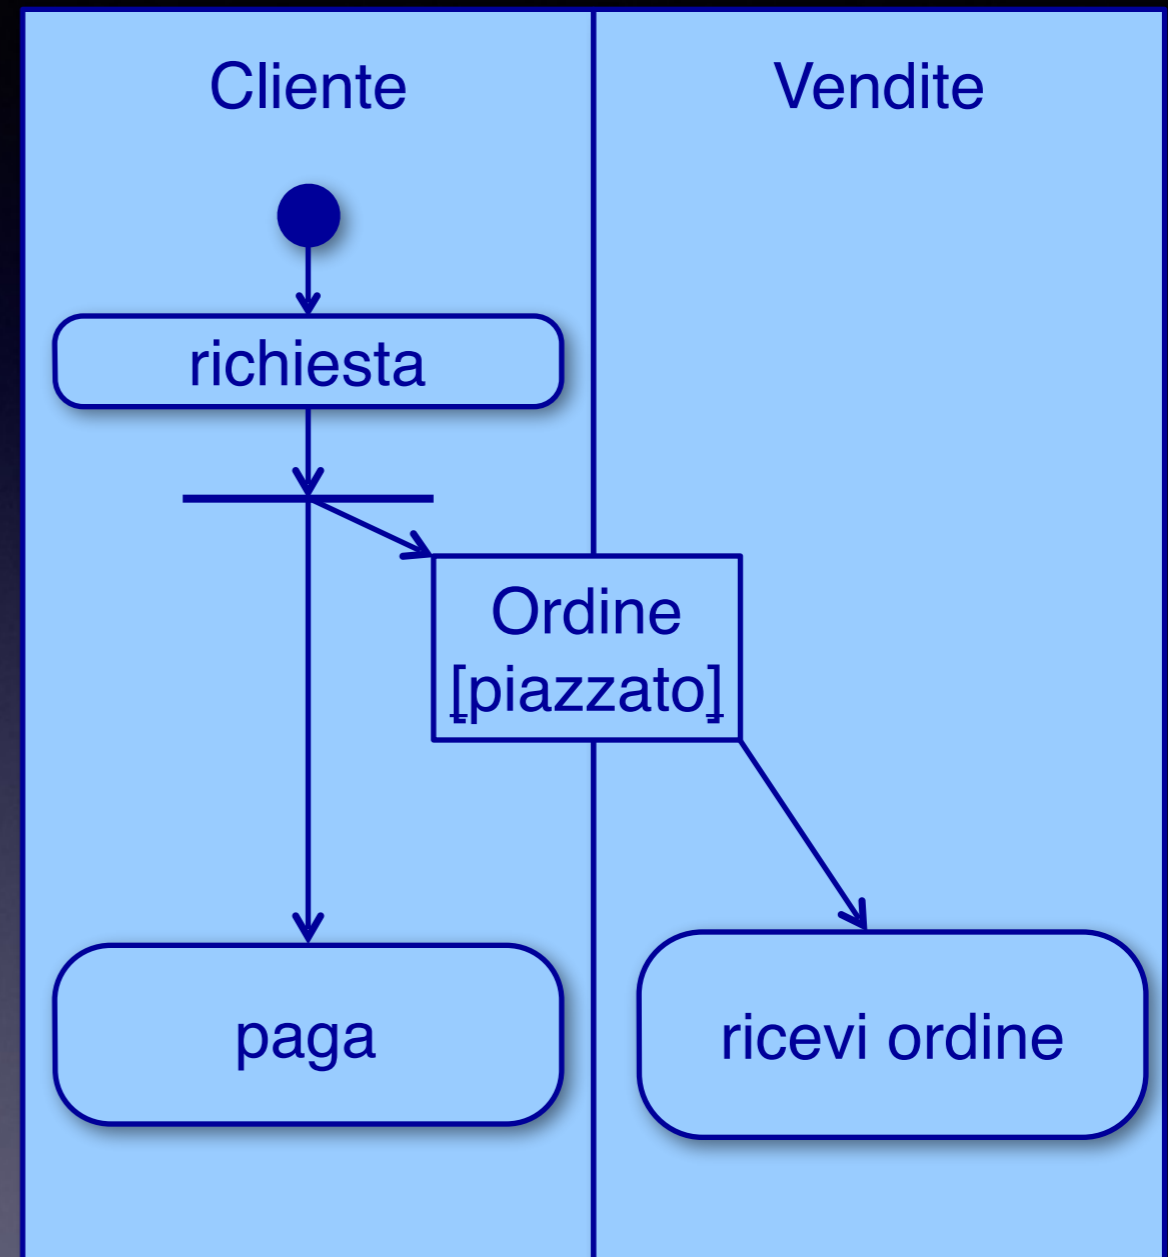 Cliente
Vendite
richiesta
Ordine
[piazzato]
paga
ricevi ordine